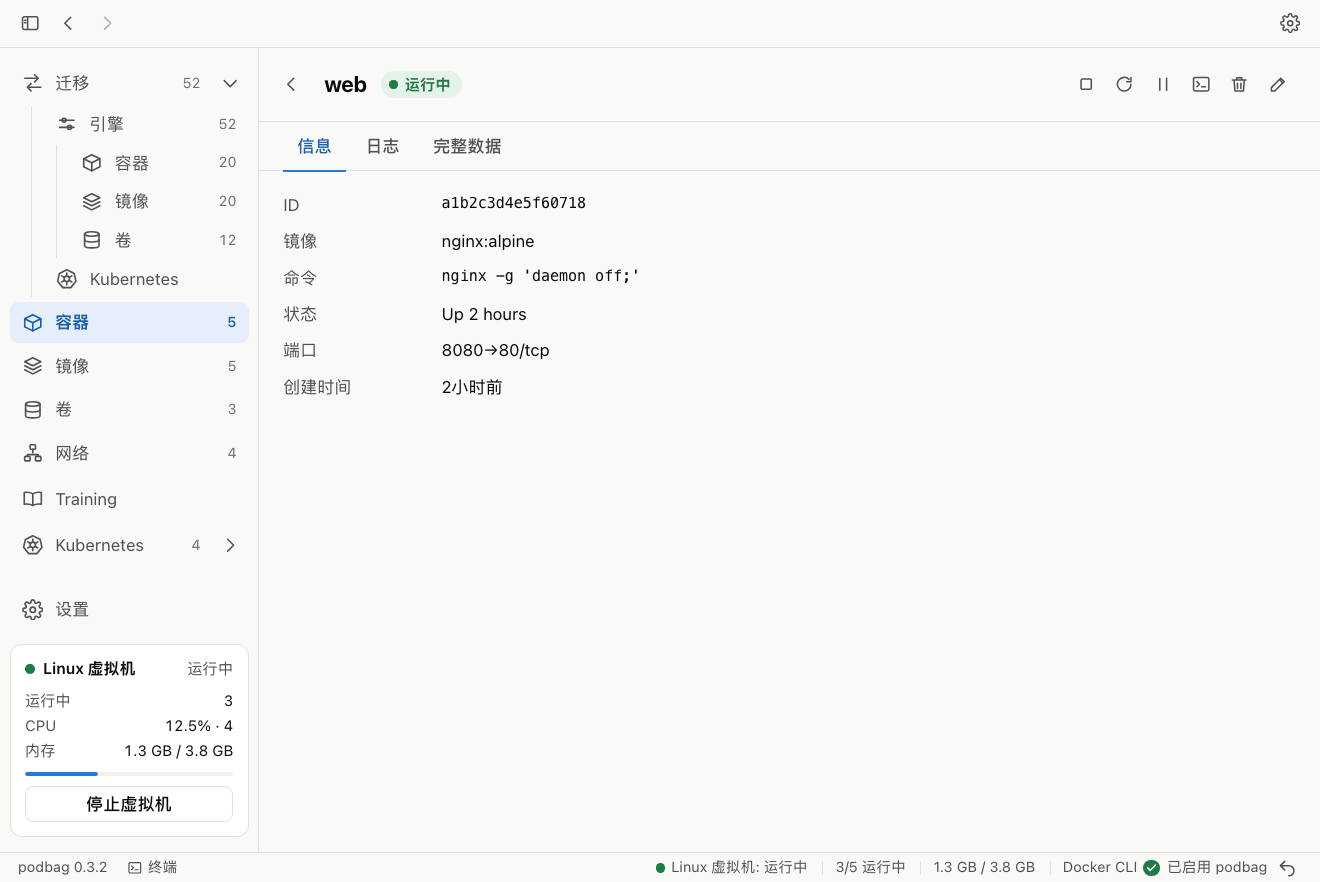 迁移 52
引擎 52
容器 20
镜像 20
卷 12
Kubernetes
容器 5
镜像 5
卷 3
网络 4
Training
Kubernetes 4
设置
Linux 虚拟机 运行中
运行中 3
CPU 12.5% · 4
内存 1.3 GB / 3.8 GB
停止虚拟机
web 运行中
信息 日志 完整数据
ID a1b2c3d4e5f60718
镜像 nginx:alpine
命令 nginx -g 'daemon off;'
状态 Up 2 hours
端口 8080→80/tcp
创建时间 2小时前
podbag 0.3.2 终端 Linux 虚拟机: 运行中 3/5 运行中 1.3 GB / 3.8 GB Docker CLI 已启用 podbag